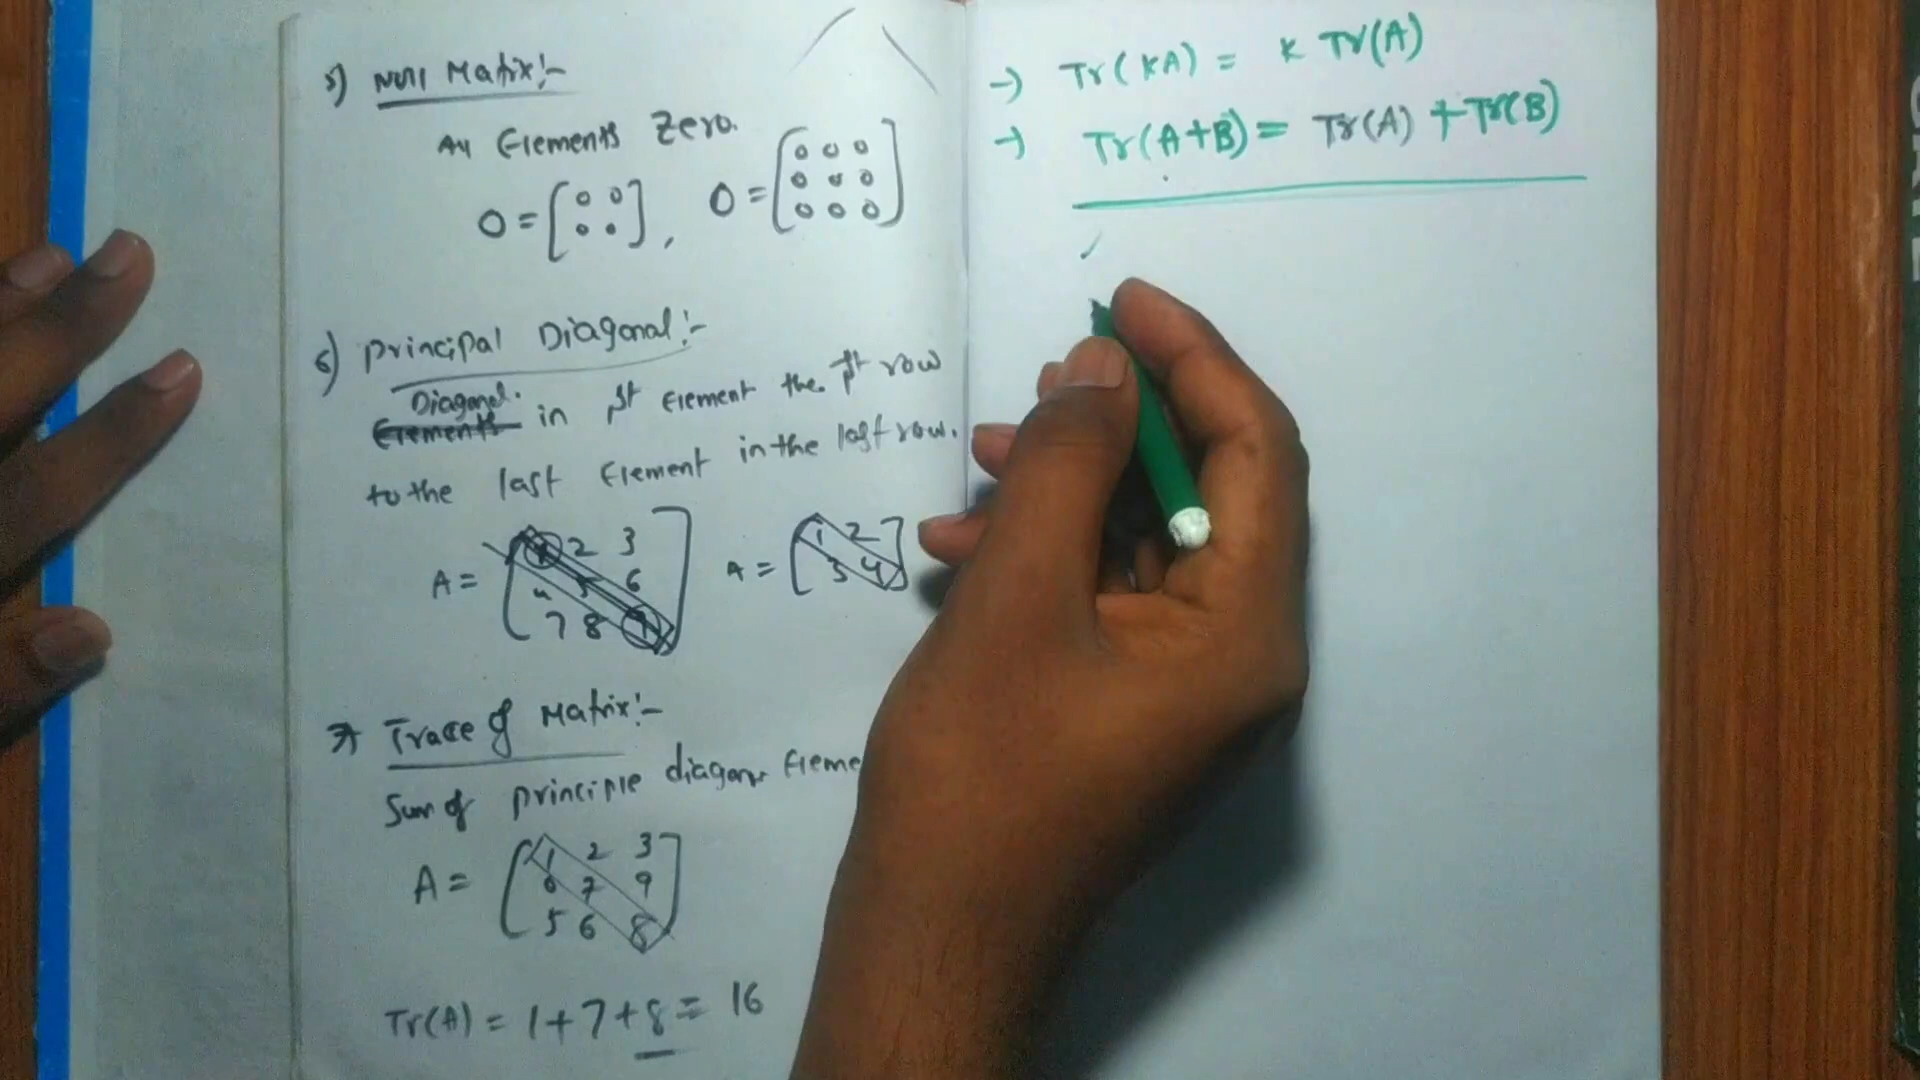 5) Null Matrix:-
All Elements Zero.
O = [0 0
0 0], O = [0 0 0
0 0 0
0 0 0]
6) Principal Diagonal:-
Diagonal.
Elements in 1st Element the 1st row
to the last Element in the last row.
A = [1 2 3
4 5 6
7 8 9] A = [1 2
3 4]
7) Trace of Matrix:-
Sum of principle diagonal Eleme
A = [1 2 3
6 7 9
5 6 8]
Tr(A) = 1+7+8 = 16
→) Tr(KA) = K Tr(A)
→) Tr(A+B) = Tr(A) + Tr(B)